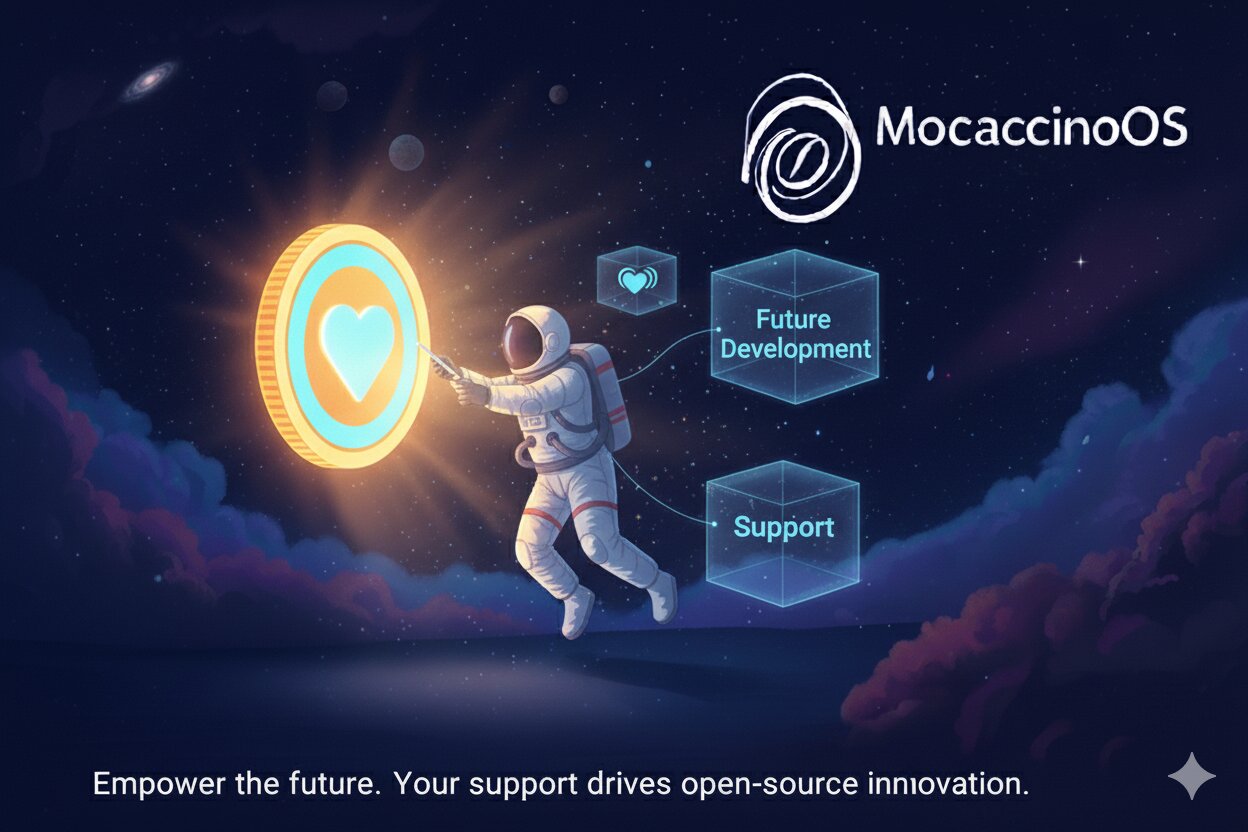 MocaccinoOS
Future
Development
Support
Empower the future. Your support drives open-source innıovation.